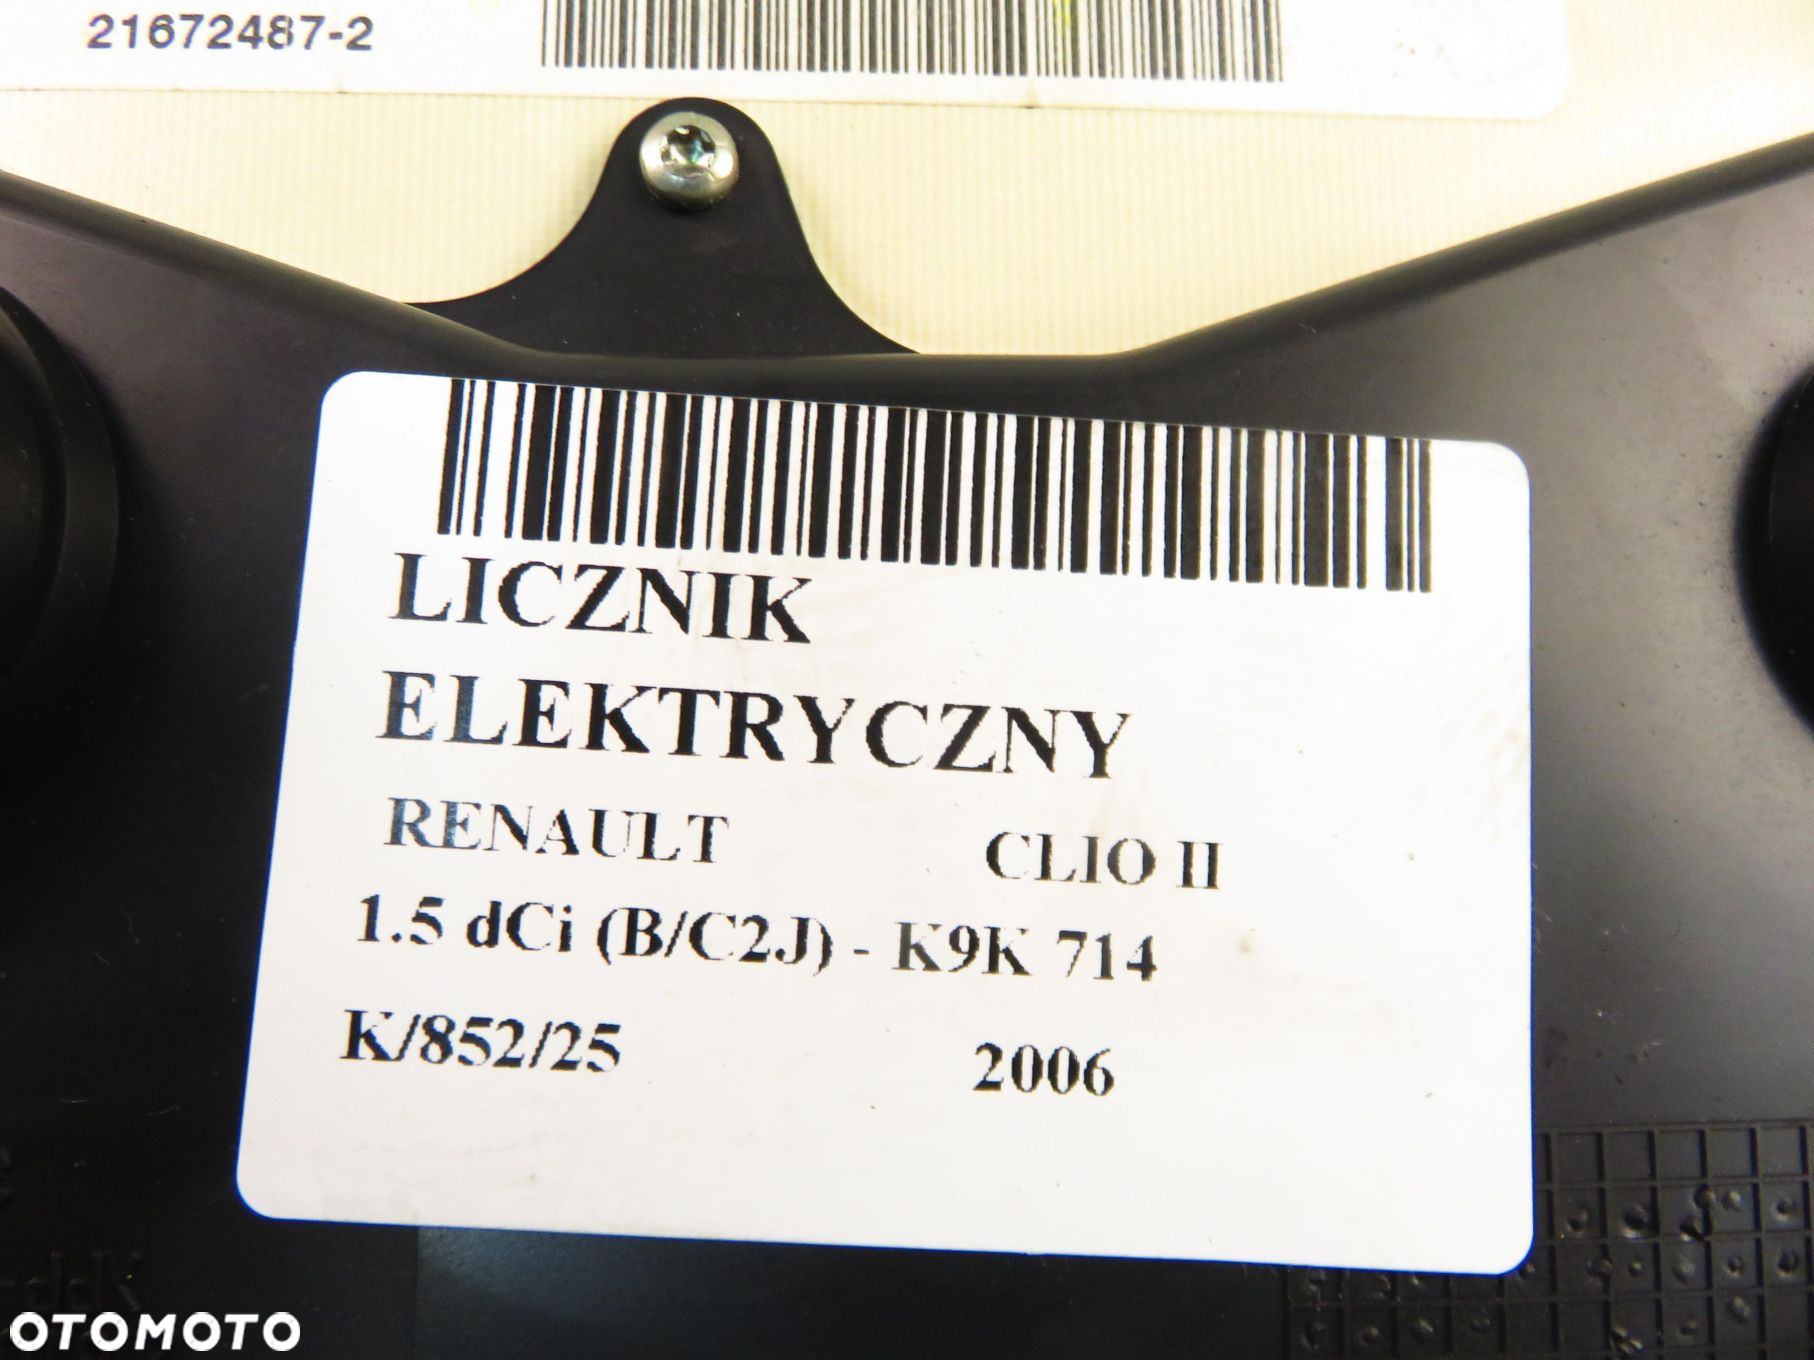 21672487-2
LICZNIK
ELEKTRYCZNY
RENAULT CLIO II
1.5 dCi (B/C2J) - K9K 714
K/852/25 2006
OTOMOTO